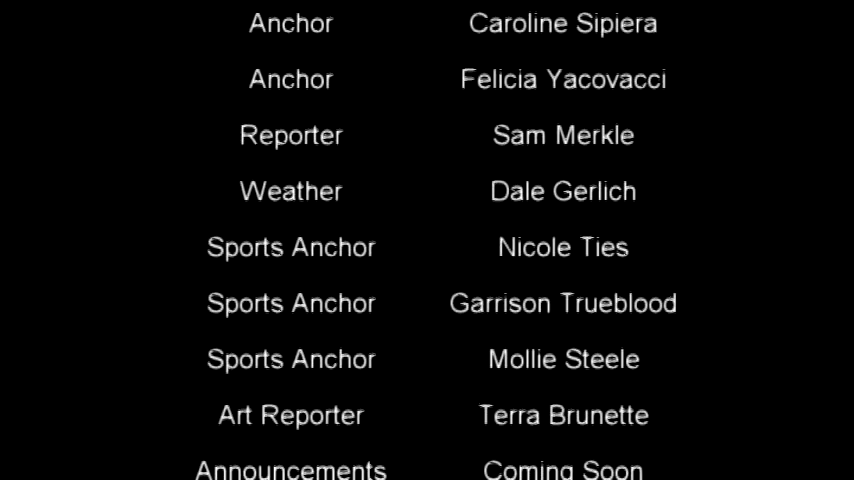 Anchor Caroline Sipiera
Anchor Felicia Yacovacci
Reporter Sam Merkle
Weather Dale Gerlich
Sports Anchor Nicole Ties
Sports Anchor Garrison Trueblood
Sports Anchor Mollie Steele
Art Reporter Terra Brunette
Announcements Coming Soon